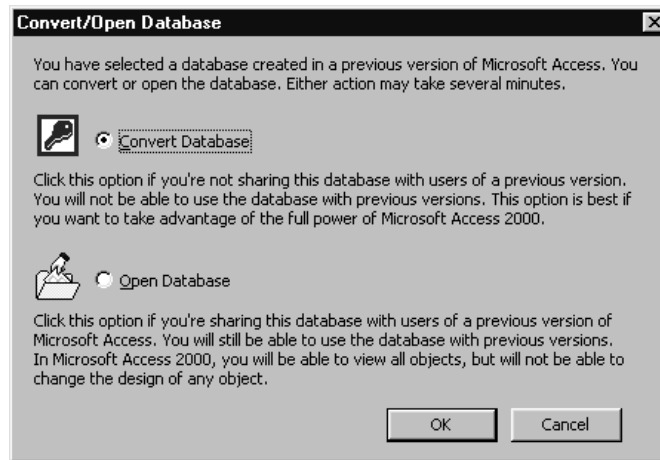 Convert/Open Database
You have selected a database created in a previous version of Microsoft Access. You
can convert or open the database. Either action may take several minutes.
Convert Database
Click this option if you're not sharing this database with users of a previous version.
You will not be able to use the database with previous versions. This option is best if
you want to take advantage of the full power of Microsoft Access 2000.
Open Database
Click this option if you're sharing this database with users of a previous version of
Microsoft Access. You will still be able to use the database with previous versions.
In Microsoft Access 2000, you will be able to view all objects, but will not be able to
change the design of any object.
OK Cancel